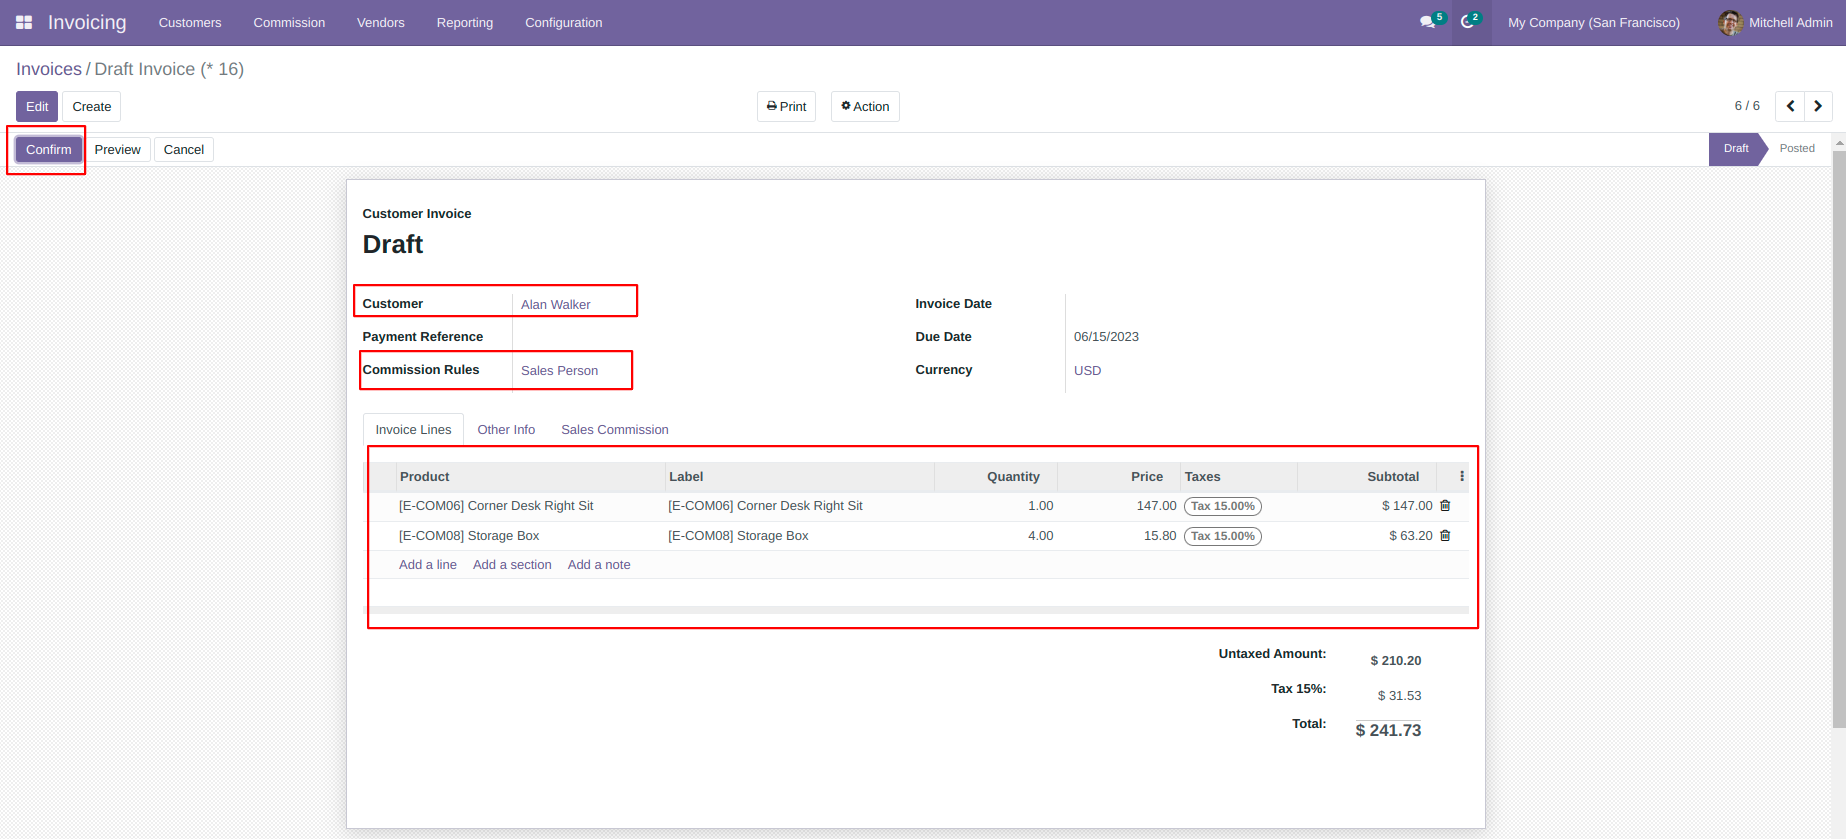 Invoicing Customers Commission Vendors Reporting Configuration 5 2 My Company (San Francisco) Mitchell Admin
Invoices / Draft Invoice (* 16)
Edit Create Print Action 6 / 6
Confirm Preview Cancel Draft Posted
Customer Invoice
Draft
Customer Alan Walker Invoice Date
Payment Reference Due Date 06/15/2023
Commission Rules Sales Person Currency USD
Invoice Lines Other Info Sales Commission
Product Label Quantity Price Taxes Subtotal
[E-COM06] Corner Desk Right Sit [E-COM06] Corner Desk Right Sit 1.00 147.00 Tax 15.00% $ 147.00
[E-COM08] Storage Box [E-COM08] Storage Box 4.00 15.80 Tax 15.00% $ 63.20
Add a line Add a section Add a note
Untaxed Amount: $ 210.20
Tax 15%: $ 31.53
Total: $ 241.73